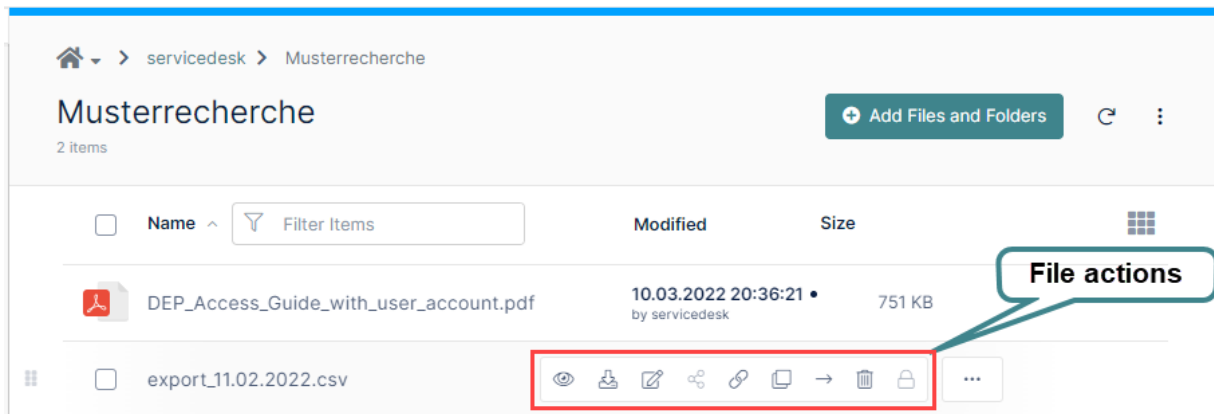 servicedesk Musterrecherche
Musterrecherche
Add Files and Folders
2 items
Name Filter Items Modified Size
File actions
DEP_Access_Guide_with_user_account.pdf 10.03.2022 20:36:21 • 751 KB
by servicedesk
export_11.02.2022.csv